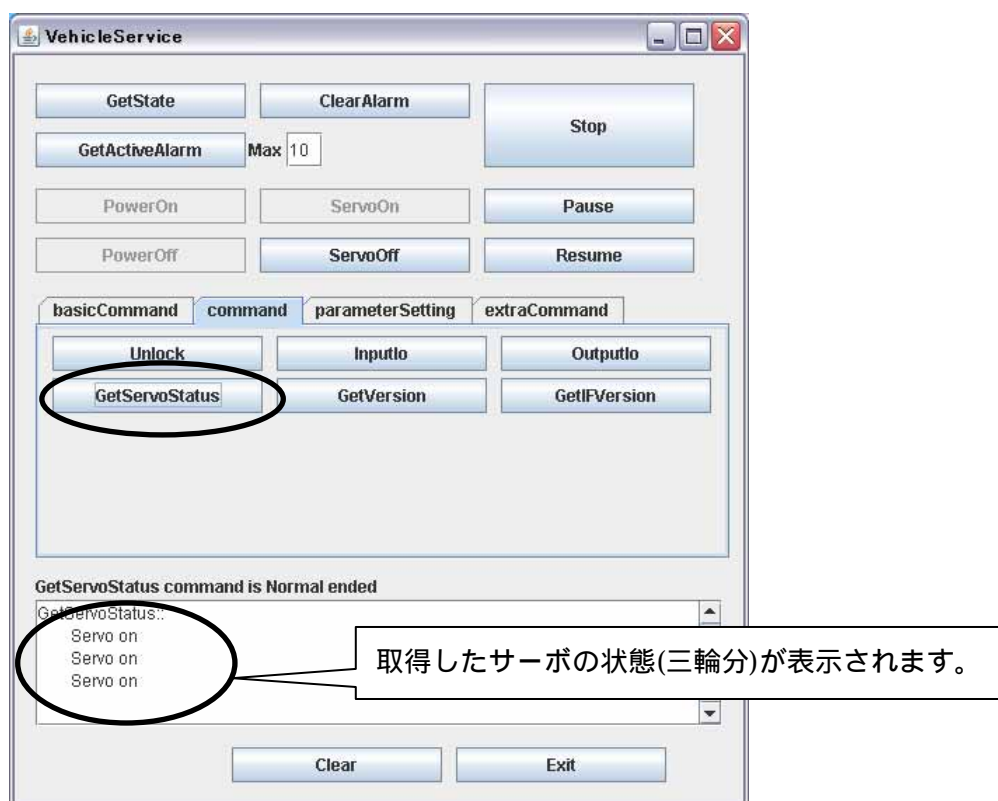 VehicleService
GetState ClearAlarm Stop
GetActiveAlarm Max 10
PowerOn ServoOn Pause
PowerOff ServoOff Resume
basicCommand command parameterSetting extraCommand
Unlock InputIo OutputIo
GetServoStatus GetVersion GetIFVersion
GetServoStatus command is Normal ended
GetServoStatus::
Servo on
Servo on
Servo on
取得したサーボの状態(三輪分)が表示されます。
Clear Exit